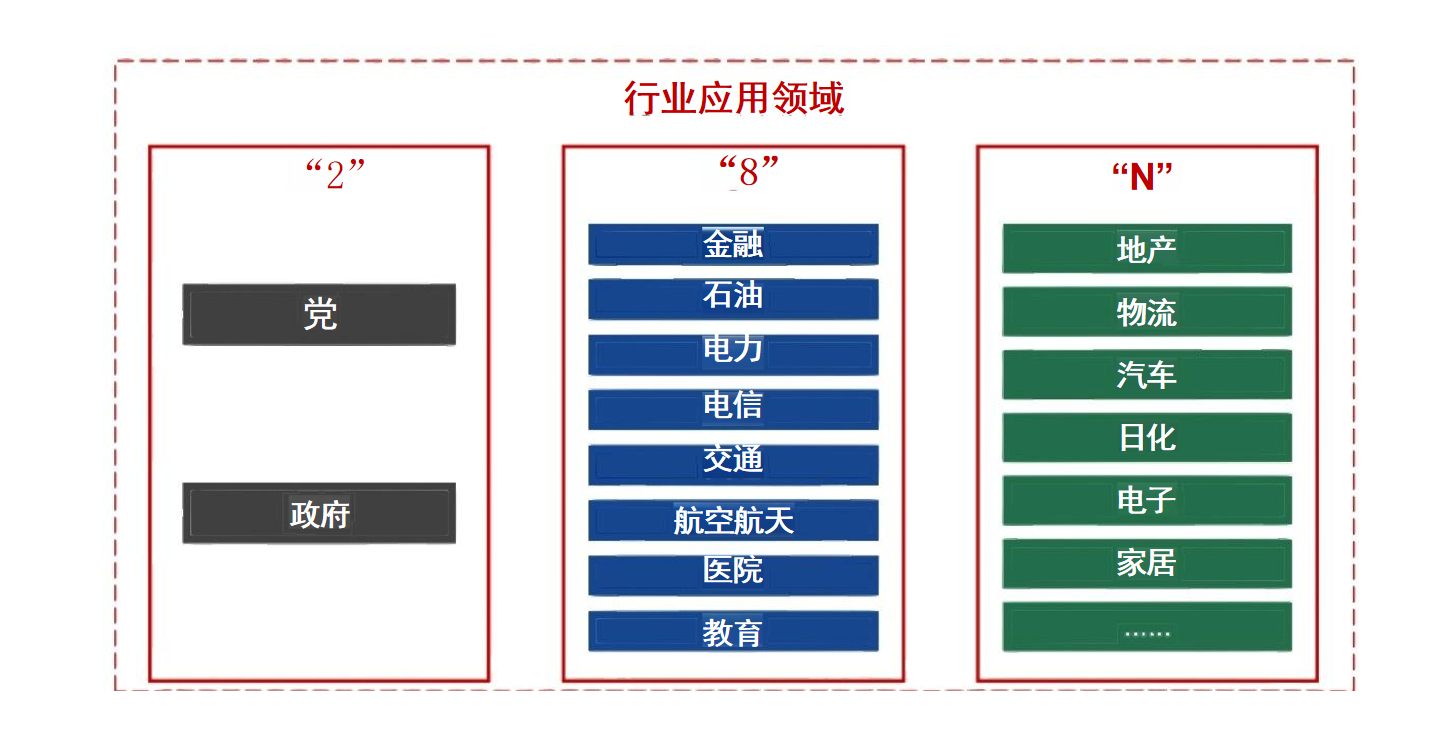 行业应用领域
“2”
党
政府
“8”
金融
石油
电力
电信
交通
航空航天
医院
教育
“N”
地产
物流
汽车
日化
电子
家居
……